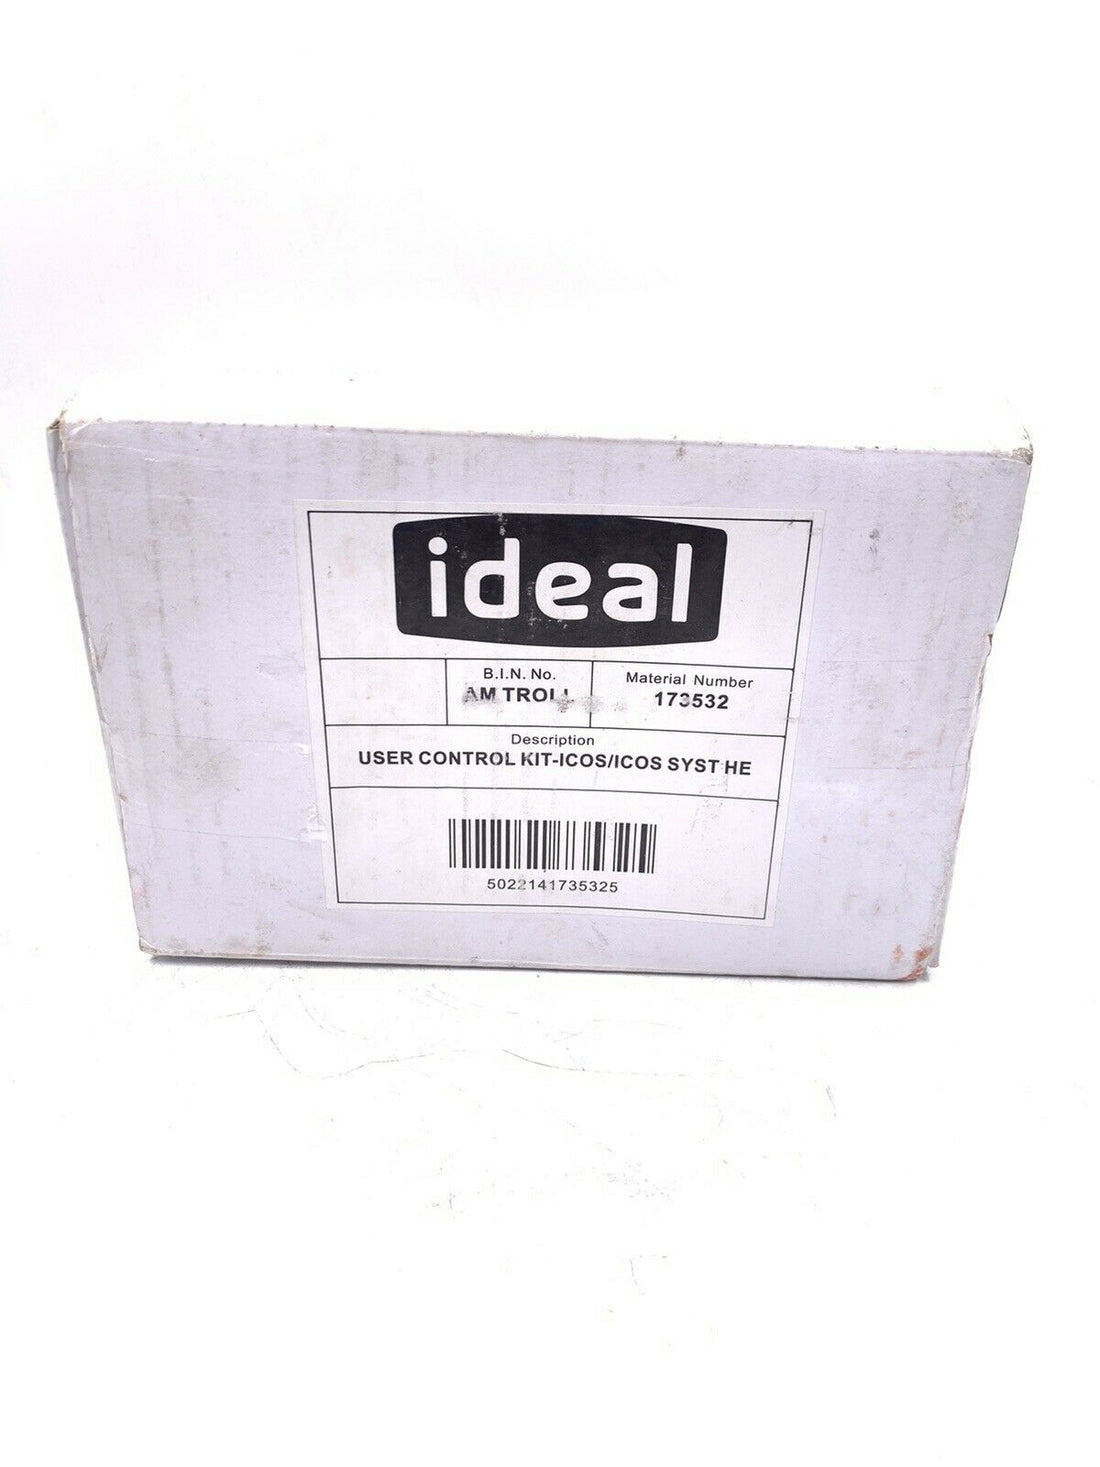 ideal
B.I.N. No.
AM TROLL
Material Number
173532
Description
USER CONTROL KIT-ICOS/ICOS SYST HE
5022141735325